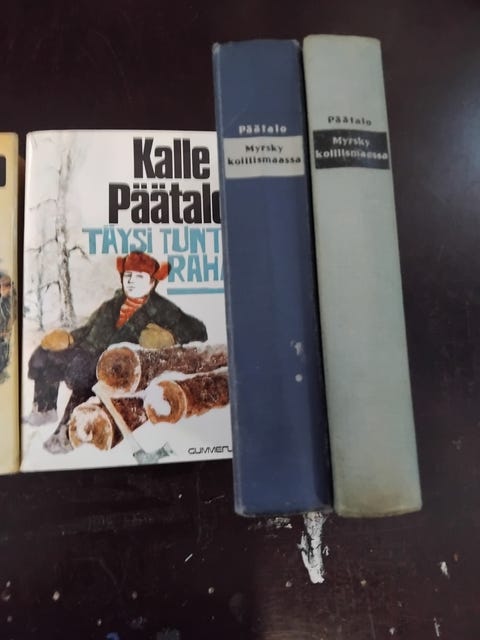 Kalle
Päätalo
TÄYSI TUNT
RAHA
GUMMERU
Päätalo
Myrsky
koillismaassa
Päätalo
Myrsky
koillismaassa